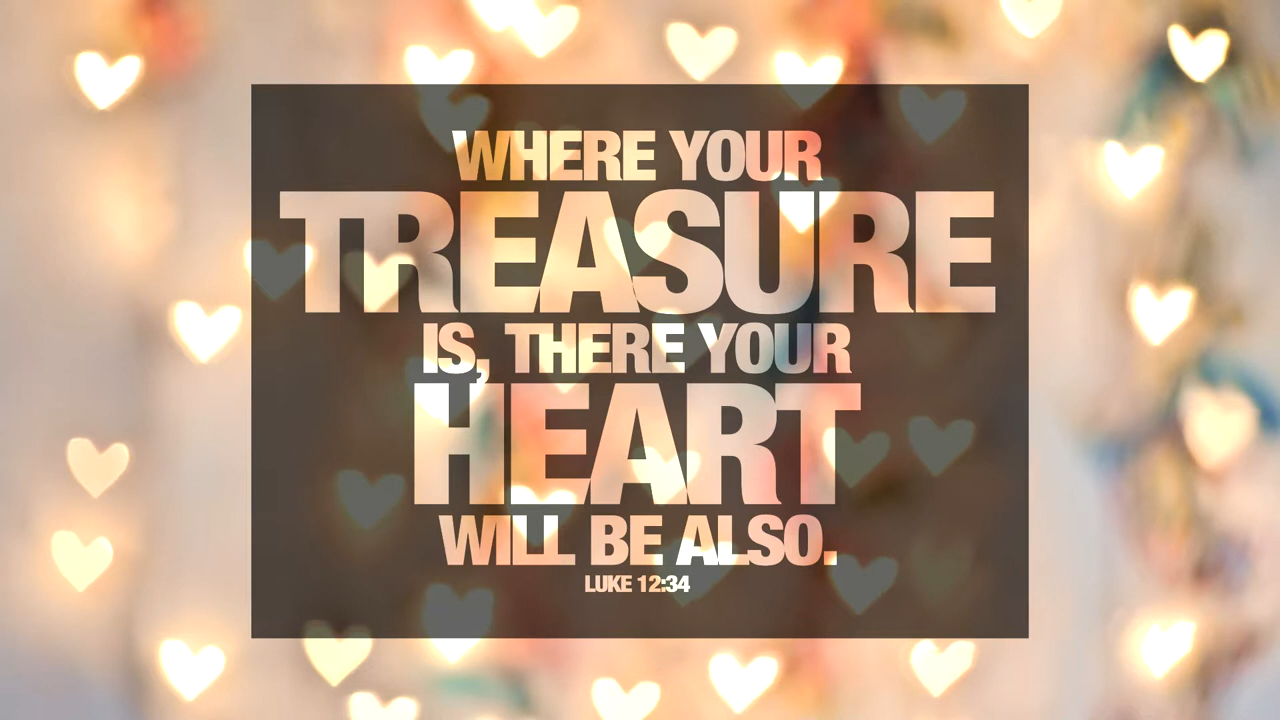 WHERE YOUR
TREASURE
IS, THERE YOUR
HEART
WILL BE ALSO.
LUKE 12:34